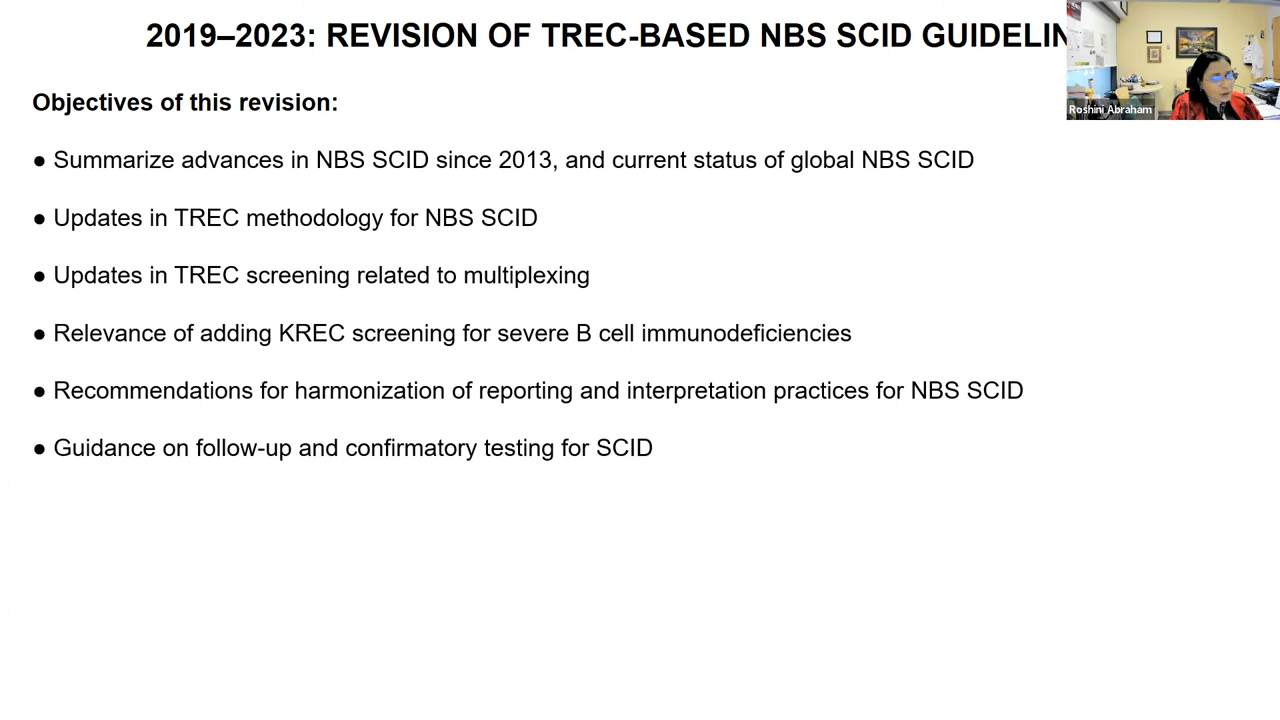 2019–2023: REVISION OF TREC-BASED NBS SCID GUIDELIN
Roshini Abraham
Objectives of this revision:
● Summarize advances in NBS SCID since 2013, and current status of global NBS SCID
● Updates in TREC methodology for NBS SCID
● Updates in TREC screening related to multiplexing
● Relevance of adding KREC screening for severe B cell immunodeficiencies
● Recommendations for harmonization of reporting and interpretation practices for NBS SCID
● Guidance on follow-up and confirmatory testing for SCID